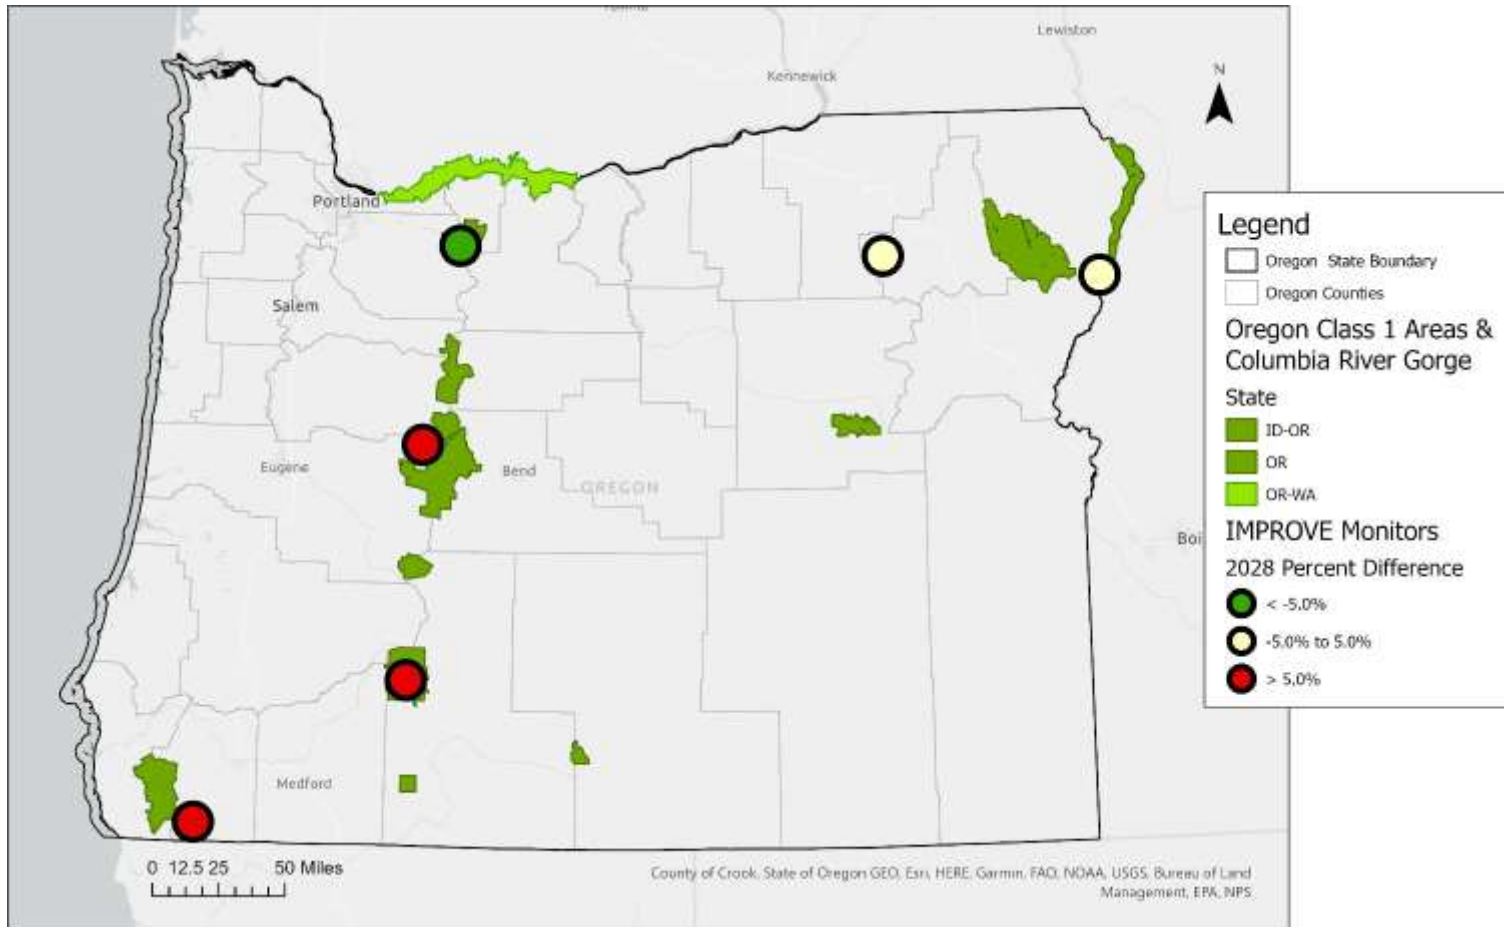 Lewiston
Kennewick
N
Portland
Salem
Eugene
Bend
OREGON
Boi
Medford
0 12.5 25 50 Miles
County of Crook, State of Oregon GEO, Esri, HERE, Garmin, FAO, NOAA, USGS, Bureau of Land
Management, EPA, NPS
Legend
Oregon State Boundary
Oregon Counties
Oregon Class 1 Areas &
Columbia River Gorge
State
ID-OR
OR
OR-WA
IMPROVE Monitors
2028 Percent Difference
< -5.0%
-5.0% to 5.0%
> 5.0%